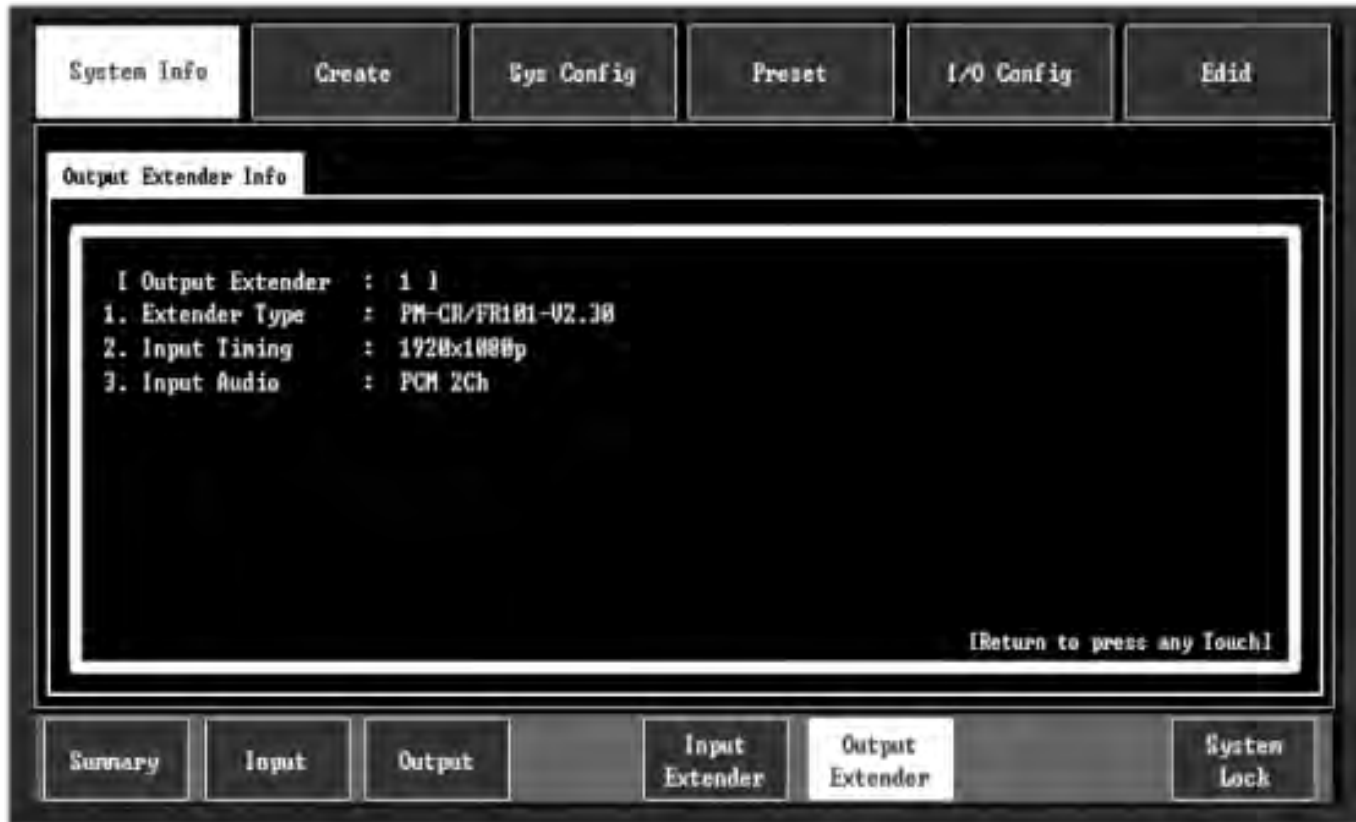 System Info Create Sys Config Preset I/O Config Edid
Output Extender Info
[ Output Extender : 1 ]
1. Extender Type : PM-CR/FR101-V2.30
2. Input Timing : 1920x1080p
3. Input Audio : PCM 2Ch
[Return to press any Touch]
Summary Input Output Input Extender Output Extender System Lock